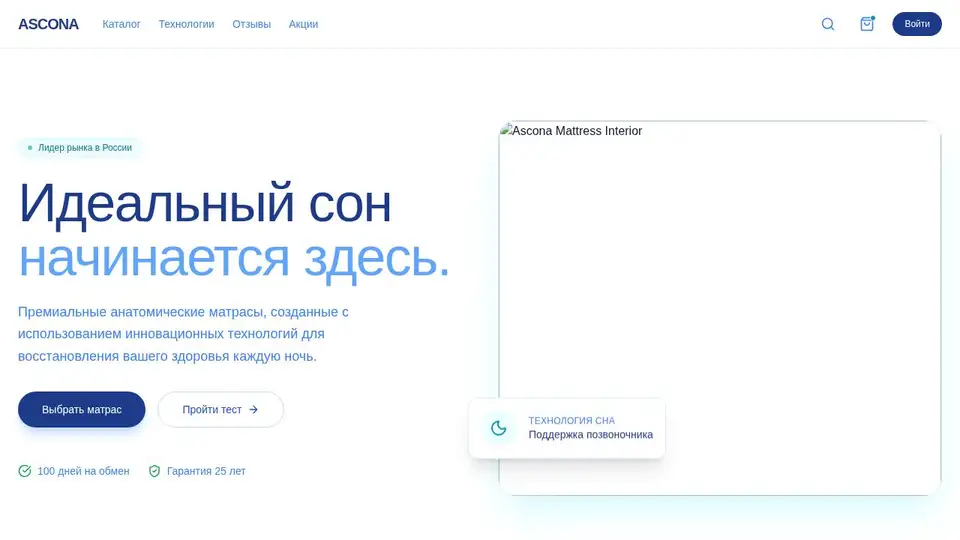 ASCONA
Каталог
Технологии
Отзывы
Акции
Войти
Лидер рынка в России
Идеальный сон
начинается здесь.
Премиальные анатомические матрасы, созданные с
использованием инновационных технологий для
восстановления вашего здоровья каждую ночь.
Выбрать матрас
Пройти тест
100 дней на обмен
Гарантия 25 лет
Ascona Mattress Interior
ТЕХНОЛОГИЯ СНА
Поддержка позвоночника